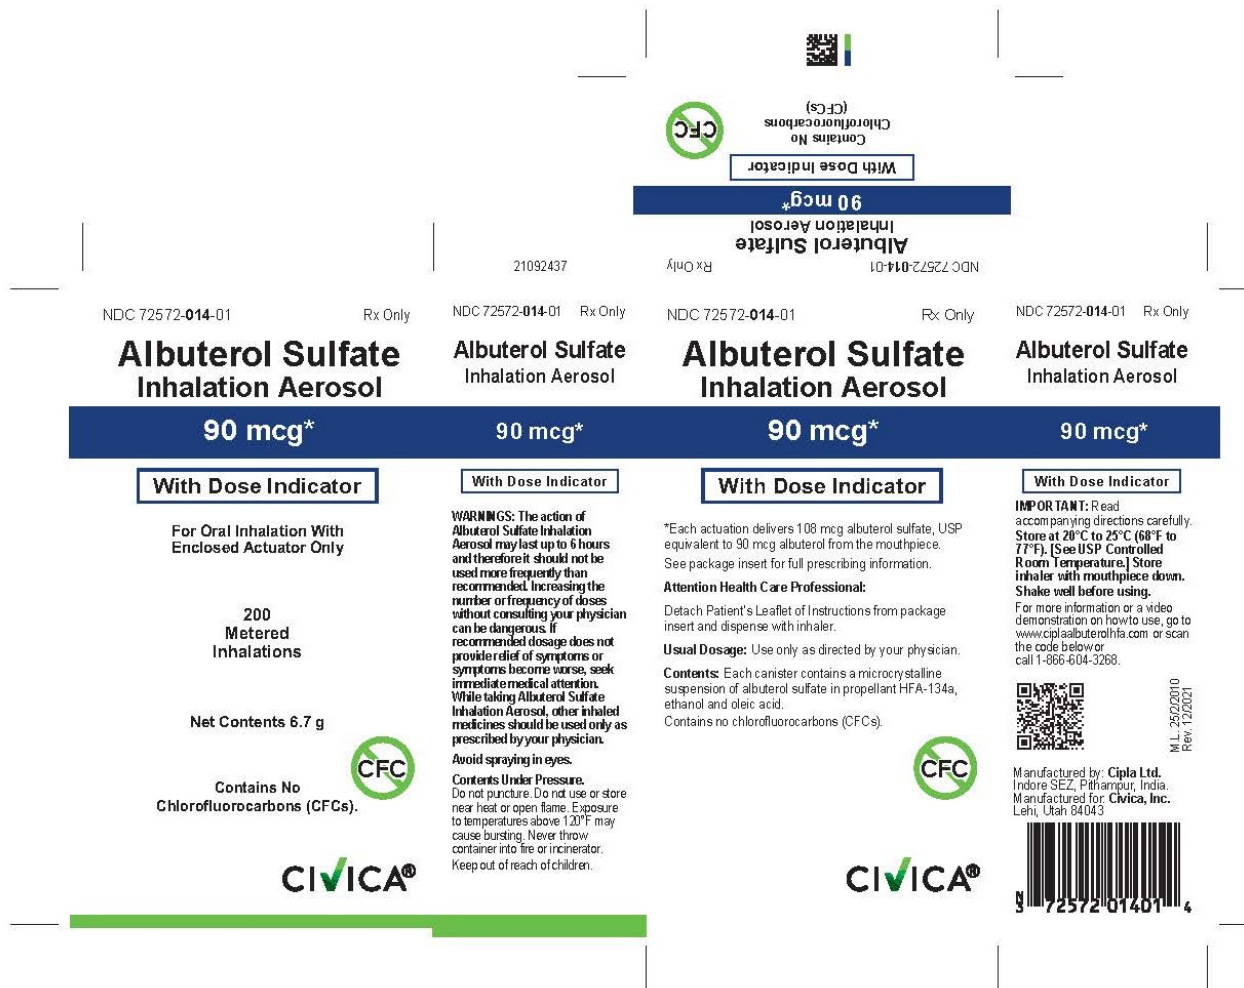 CFC
Contains No
Chlorofluorocarbons
(CFCs)
With Dose Indicator
90 mcg*
Albuterol Sulfate
Inhalation Aerosol
NDC 72572-014-01 Rx Only
21092437
NDC 72572-014-01 Rx Only
Albuterol Sulfate
Inhalation Aerosol
90 mcg*
With Dose Indicator
For Oral Inhalation With
Enclosed Actuator Only
200
Metered
Inhalations
Net Contents 6.7 g
CFC
Contains No
Chlorofluorocarbons (CFCs).
CIVICA®
NDC 72572-014-01 Rx Only
Albuterol Sulfate
Inhalation Aerosol
90 mcg*
With Dose Indicator
WARNINGS: The action of
Albuterol Sulfate Inhalation
Aerosol may last up to 6 hours
and therefore it should not be
used more frequently than
recommended. Increasing the
number or frequency of doses
without consulting your physician
can be dangerous. If
recommended dosage does not
provide relief of symptoms or
symptoms become worse, seek
immediate medical attention.
While taking Albuterol Sulfate
Inhalation Aerosol, other inhaled
medicines should be used only as
prescribed by your physician.
Avoid spraying in eyes.
Contents Under Pressure.
Do not puncture. Do not use or store
near heat or open flame. Exposure
to temperatures above 120°F may
cause bursting. Never throw
container into fire or incinerator.
Keep out of reach of children.
NDC 72572-014-01 Rx Only
Albuterol Sulfate
Inhalation Aerosol
90 mcg*
With Dose Indicator
*Each actuation delivers 108 mcg albuterol sulfate, USP
equivalent to 90 mcg albuterol from the mouthpiece.
See package insert for full prescribing information.
Attention Health Care Professional:
Detach Patient's Leaflet of Instructions from package
insert and dispense with inhaler.
Usual Dosage: Use only as directed by your physician.
Contents: Each canister contains a microcrystalline
suspension of albuterol sulfate in propellant HFA-134a,
ethanol and oleic acid.
Contains no chlorofluorocarbons (CFCs).
CFC
CIVICA®
NDC 72572-014-01 Rx Only
Albuterol Sulfate
Inhalation Aerosol
90 mcg*
With Dose Indicator
IMPORTANT: Read
accompanying directions carefully.
Store at 20°C to 25°C (68°F to
77°F). [See USP Controlled
Room Temperature.] Store
inhaler with mouthpiece down.
Shake well before using.
For more information or a video
demonstration on how to use, go to
www.ciplaalbuterolhfa.com or scan
the code below or
call 1-866-604-3268.
M.L. 25/2/2010
Rev. 12/2021
Manufactured by: Cipla Ltd.
Indore SEZ, Pithampur, India.
Manufactured for: Civica, Inc.
Lehi, Utah 84043
N
3 72572 01401 4